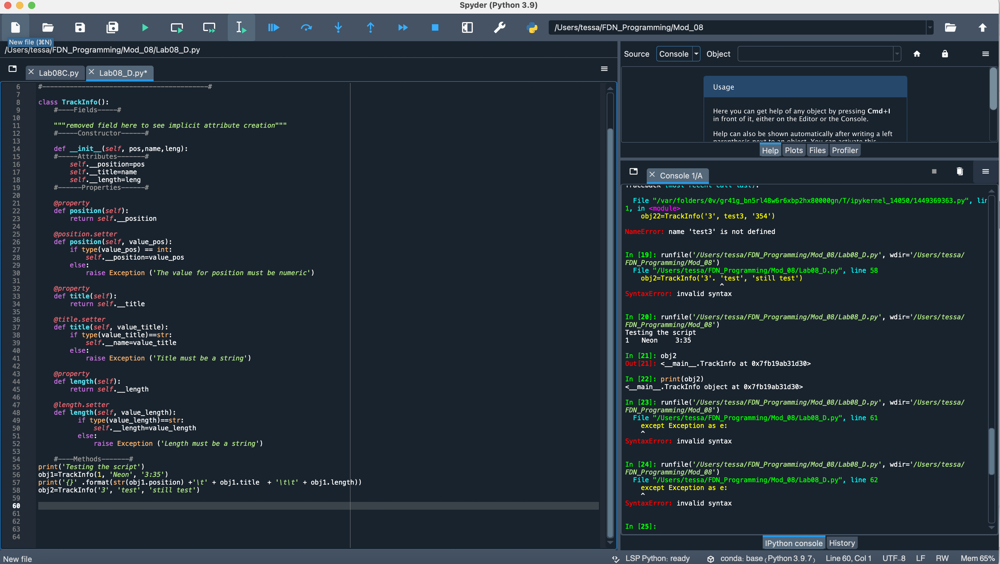 Spyder (Python 3.9)
/Users/tessa/FDN_Programming/Mod_08
New file (⌘N)
/Users/tessa/FDN_Programming/Mod_08/Lab08_D.py
Lab08C.py
Lab08_D.py*
6 #------------------------------------------#
7
8 class TrackInfo():
9     #----Fields-----#
10
11     """removed field here to see implicit attribute creation"""
12     #-----Constructor------#
13
14     def __init__(self, pos,name,leng):
15     #-----Attributes-------#
16         self.__position=pos
17         self.__title=name
18         self.__length=leng
19     #------Properties------#
20
21     @property
22     def position(self):
23         return self.__position
24
25     @position.setter
26     def position(self, value_pos):
27         if type(value_pos) == int:
28             self.__position=value_pos
29         else:
30             raise Exception ('The value for position must be numeric')
31
32     @property
33     def title(self):
34         return self.__title
35
36     @title.setter
37     def title(self, value_title):
38         if type(value_title)==str:
39             self.__name=value_title
40         else:
41             raise Exception ('Title must be a string')
42
43     @property
44     def length(self):
45         return self.__length
46
47     @length.setter
48     def length(self, value_length):
49           if type(value_length)==str:
50               self.__length=value_length
51           else:
52               raise Exception ('Length must be a string')
53
54     #----Methods-------#
55 print('Testing the script')
56 obj1=TrackInfo(1, 'Neon', '3:35')
57 print('{}' .format(str(obj1.position) +'\t' + obj1.title  + '\t\t' + obj1.length))
58 obj2=TrackInfo('3', 'test', 'still test')
59
60
61
62
63
64
Source Console Object
Usage
Here you can get help of any object by pressing Cmd+I
in front of it, either on the Editor or the Console.
Help can also be shown automatically after writing a left
parenthesis next to an object. You can activate this
Help Plots Files Profiler
Console 1/A
Traceback (most recent call last):
File "/var/folders/0v/gr41g_bn5rl48w6r6xbp2hx80000gn/T/ipykernel_14050/1449369363.py", lin
1, in <module>
obj22=TrackInfo('3', test3, '354')
NameError: name 'test3' is not defined
In [19]: runfile('/Users/tessa/FDN_Programming/Mod_08/Lab08_D.py', wdir='/Users/tessa/
FDN_Programming/Mod_08')
File "/Users/tessa/FDN_Programming/Mod_08/Lab08_D.py", line 58
obj2=TrackInfo('3'. 'test', 'still test')
^
SyntaxError: invalid syntax
In [20]: runfile('/Users/tessa/FDN_Programming/Mod_08/Lab08_D.py', wdir='/Users/tessa/
FDN_Programming/Mod_08')
Testing the script
1   Neon    3:35
In [21]: obj2
Out[21]: <__main__.TrackInfo at 0x7fb19ab31d30>
In [22]: print(obj2)
<__main__.TrackInfo object at 0x7fb19ab31d30>
In [23]: runfile('/Users/tessa/FDN_Programming/Mod_08/Lab08_D.py', wdir='/Users/tessa/
FDN_Programming/Mod_08')
File "/Users/tessa/FDN_Programming/Mod_08/Lab08_D.py", line 61
except Exception as e:
^
SyntaxError: invalid syntax
In [24]: runfile('/Users/tessa/FDN_Programming/Mod_08/Lab08_D.py', wdir='/Users/tessa/
FDN_Programming/Mod_08')
File "/Users/tessa/FDN_Programming/Mod_08/Lab08_D.py", line 62
except Exception as e:
^
SyntaxError: invalid syntax
In [25]:
IPython console History
New file
LSP Python: ready conda: base (Python 3.9.7) Line 60, Col 1 UTF-8 LF RW Mem 65%